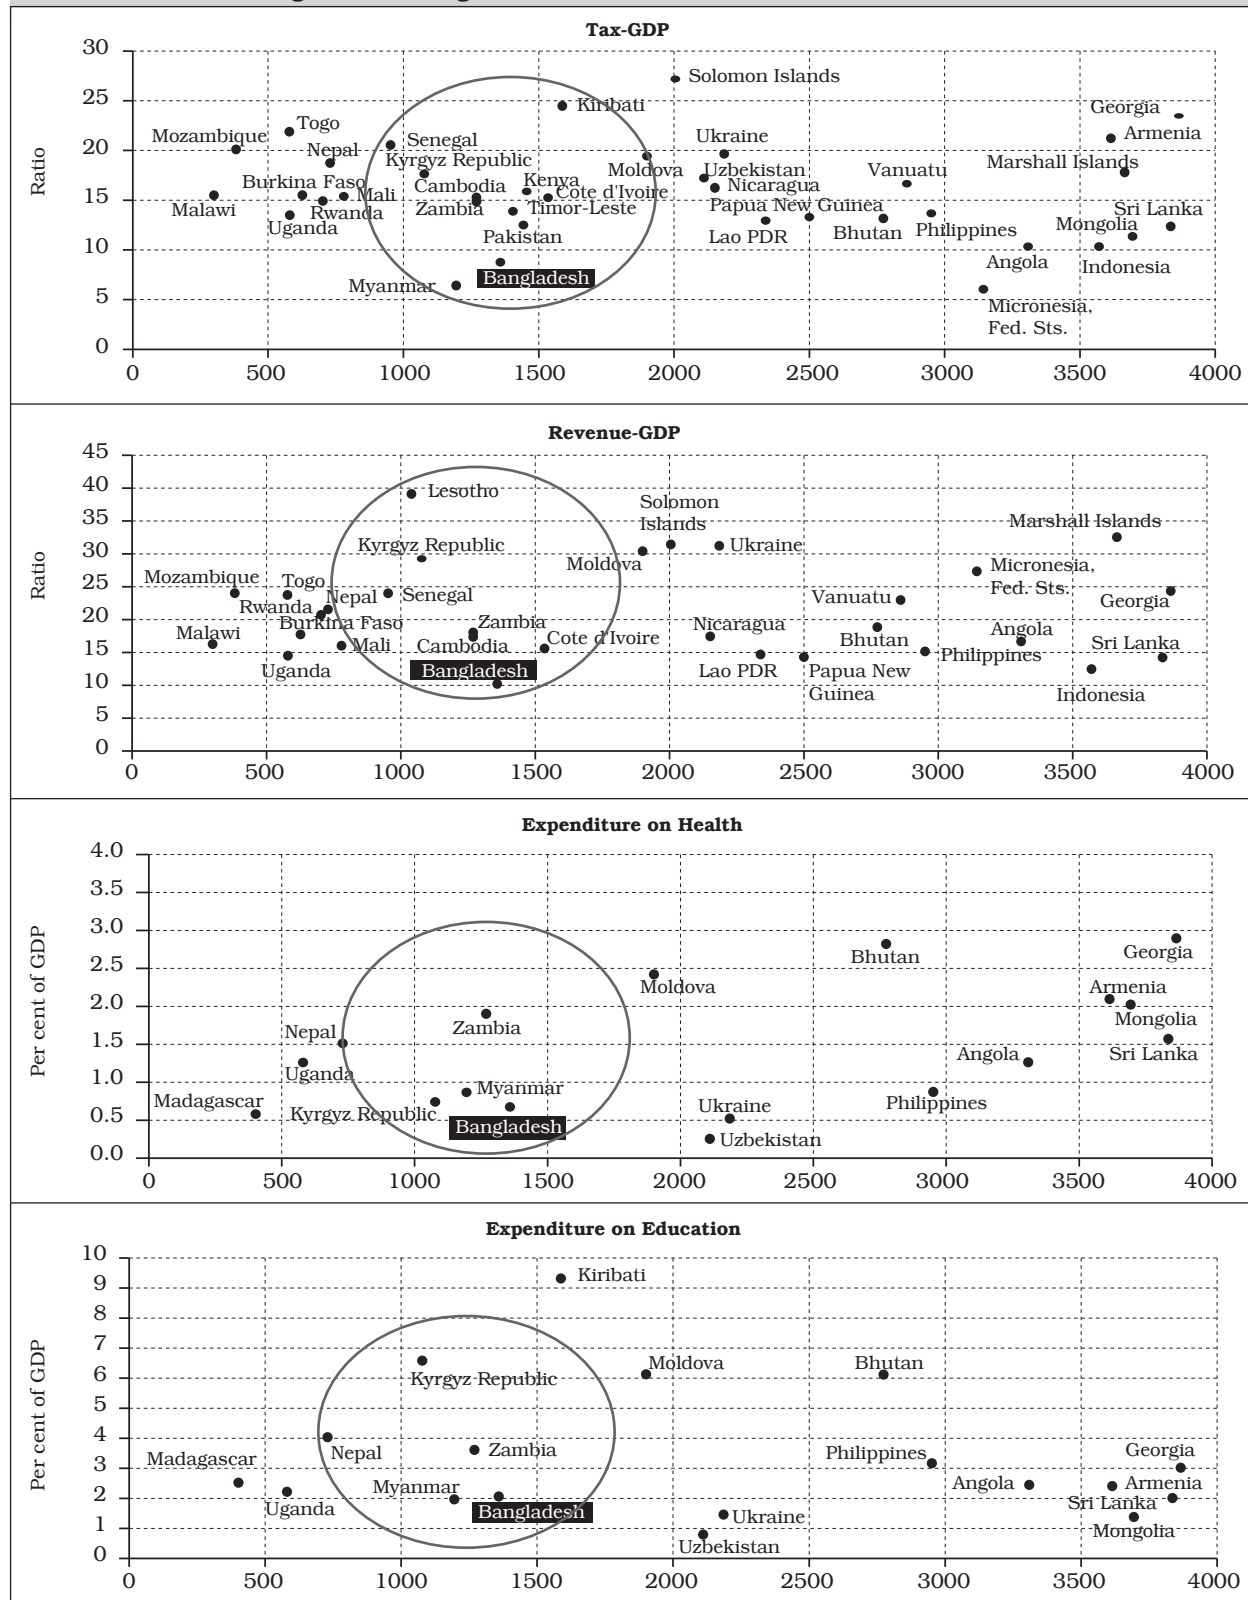 Tax-GDP
Ratio
30
25
20
15
10
5
0
Solomon Islands
Kiribati
Georgia
Armenia
Togo
Mozambique
Nepal
Senegal
Ukraine
Kyrgyz Republic
Moldova
Uzbekistan
Vanuatu
Marshall Islands
Burkina Faso
Mali
Cambodia
Kenya
Cote d'Ivoire
Nicaragua
Malawi
Rwanda
Zambia
Timor-Leste
Papua New Guinea
Sri Lanka
Uganda
Pakistan
Lao PDR
Bhutan
Philippines
Mongolia
Angola
Indonesia
Myanmar
Bangladesh
Micronesia,
Fed. Sts.
0 500 1000 1500 2000 2500 3000 3500 4000
Revenue-GDP
Ratio
45
40
35
30
25
20
15
10
5
0
Lesotho
Solomon
Islands
Marshall Islands
Kyrgyz Republic
Moldova
Ukraine
Micronesia,
Fed. Sts.
Mozambique
Togo
Rwanda
Nepal
Senegal
Vanuatu
Georgia
Malawi
Burkina Faso
Zambia
Nicaragua
Angola
Mali
Cambodia
Cote d'Ivoire
Bhutan
Philippines
Sri Lanka
Uganda
Bangladesh
Lao PDR
Papua New
Guinea
Indonesia
0 500 1000 1500 2000 2500 3000 3500 4000
Expenditure on Health
Per cent of GDP
4.0
3.5
3.0
2.5
2.0
1.5
1.0
0.5
0.0
Bhutan
Georgia
Moldova
Armenia
Mongolia
Zambia
Nepal
Uganda
Angola
Sri Lanka
Madagascar
Kyrgyz Republic
Myanmar
Bangladesh
Ukraine
Uzbekistan
Philippines
0 500 1000 1500 2000 2500 3000 3500 4000
Expenditure on Education
Per cent of GDP
10
9
8
7
6
5
4
3
2
1
0
Kiribati
Kyrgyz Republic
Moldova
Bhutan
Nepal
Zambia
Philippines
Georgia
Madagascar
Uganda
Myanmar
Bangladesh
Angola
Armenia
Sri Lanka
Mongolia
Ukraine
Uzbekistan
0 500 1000 1500 2000 2500 3000 3500 4000